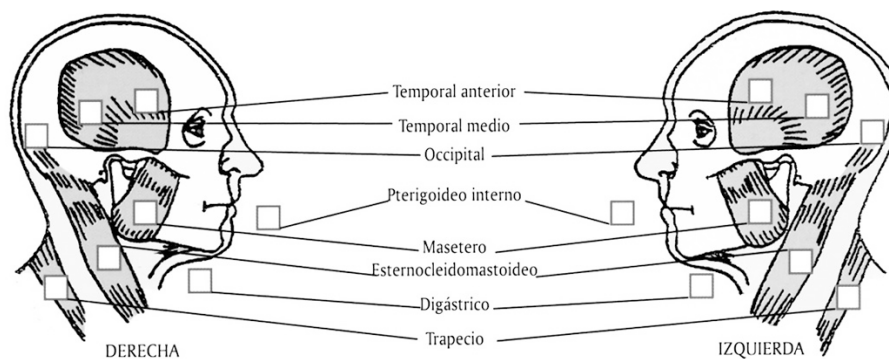 Temporal anterior
Temporal medio
Occipital
Pterigoideo interno
Masetero
Esternocleidomastoideo
Digástrico
Trapecio
DERECHA
IZQUIERDA